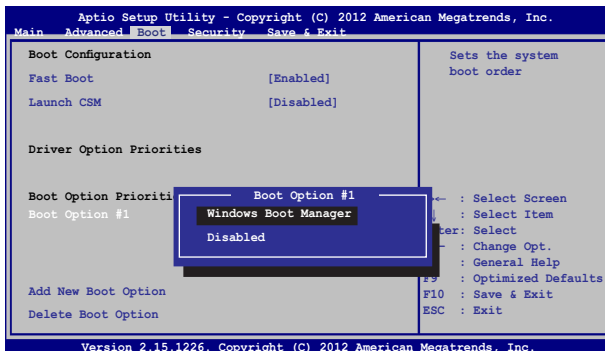 Aptio Setup Utility - Copyright (C) 2012 American Megatrends, Inc.
Main Advanced Boot Security Save & Exit
Boot Configuration
Fast Boot [Enabled]
Launch CSM [Disabled]
Driver Option Priorities
Boot Option Prioriti
Boot Option #1
Add New Boot Option
Delete Boot Option
Boot Option #1
Windows Boot Manager
Disabled
Sets the system
boot order
: Select Screen
: Select Item
ter: Select
: Change Opt.
: General Help
F9 : Optimized Defaults
F10 : Save & Exit
ESC : Exit
Version 2.15.1226. Copyright (C) 2012 American Megatrends, Inc.